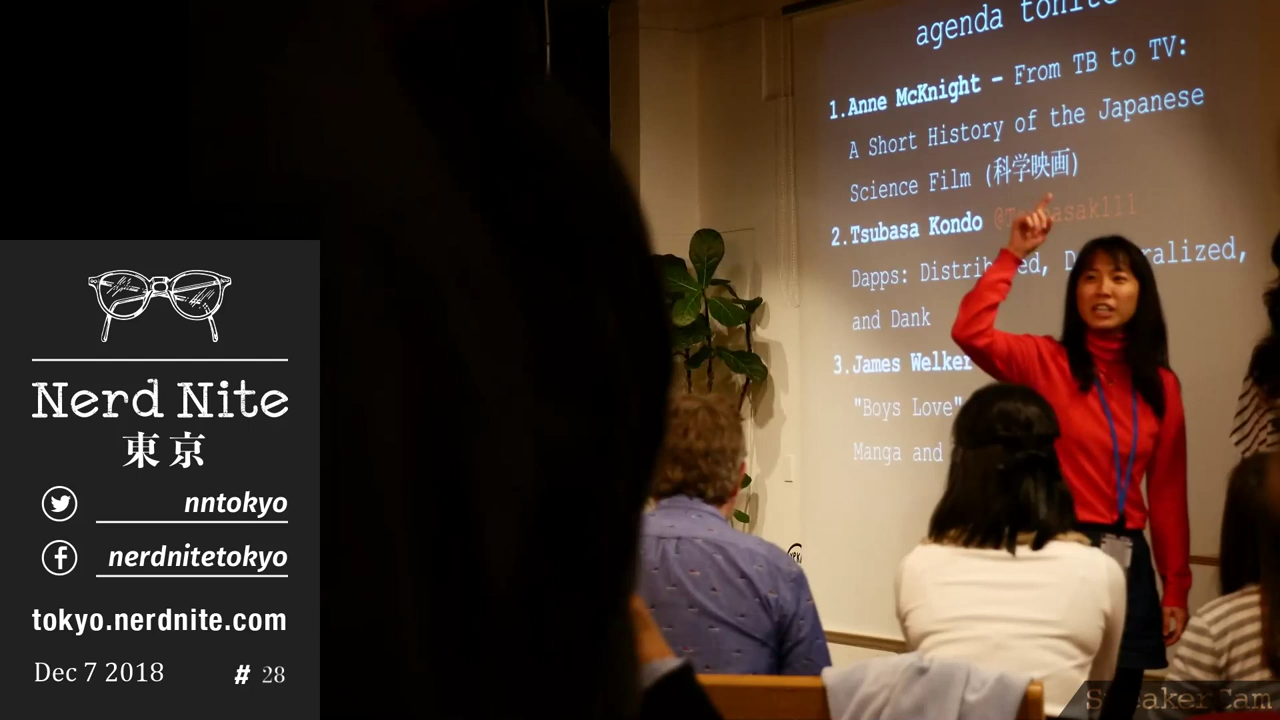 Nerd Nite
東京
nntokyo
nerdnitetokyo
tokyo.nerdnite.com
Dec 7 2018 # 28
agenda tonite
1.Anne McKnight – From TB to TV:
A Short History of the Japanese
Science Film (科学映画)
2.Tsubasa Kondo
Dapps:
and Dank
3.James Welker
"Boys Love"
Manga and
SpeakerCam